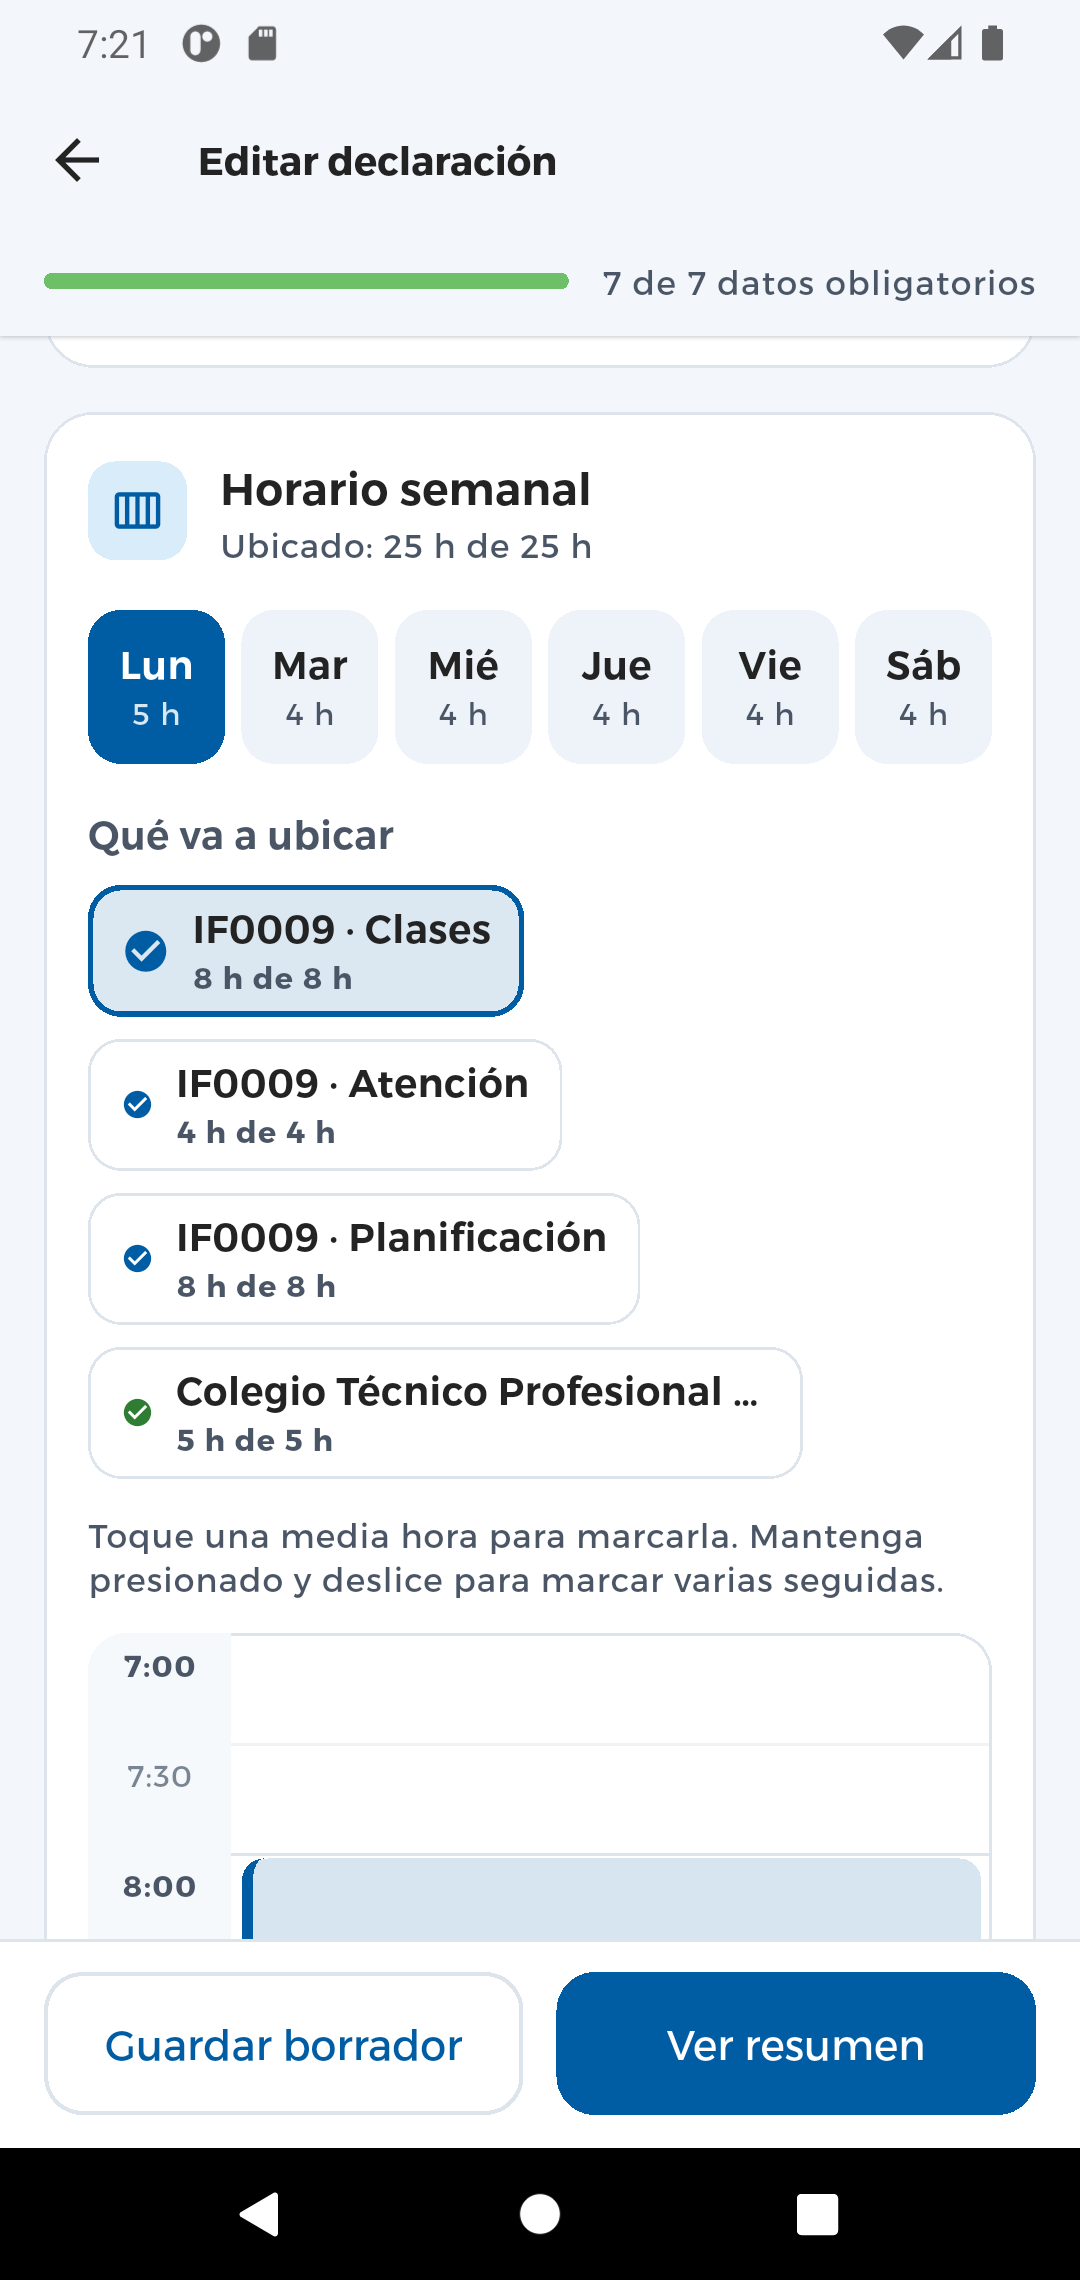 7:21
Editar declaración
7 de 7 datos obligatorios
Horario semanal
Ubicado: 25 h de 25 h
Lun Mar Mié Jue Vie Sáb
5 h 4 h 4 h 4 h 4 h 4 h
Qué va a ubicar
IF0009 · Clases
8 h de 8 h
IF0009 · Atención
4 h de 4 h
IF0009 · Planificación
8 h de 8 h
Colegio Técnico Profesional ...
5 h de 5 h
Toque una media hora para marcarla. Mantenga
presionado y deslice para marcar varias seguidas.
7:00
7:30
8:00
Guardar borrador Ver resumen